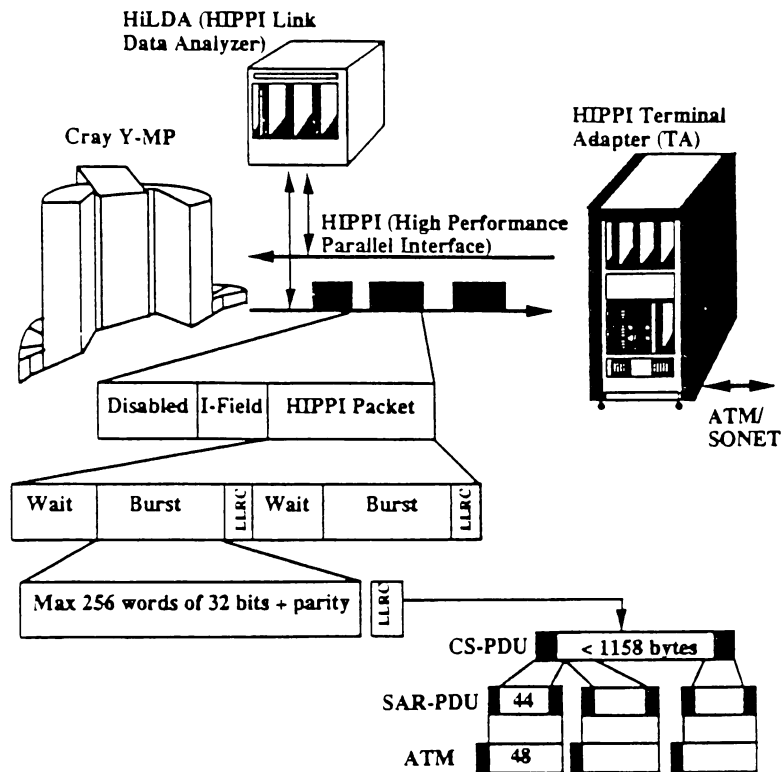 HiLDA (HIPPI Link
Data Analyzer)
Cray Y-MP
HIPPI Terminal
Adapter (TA)
HIPPI (High Performance
Parallel Interface)
ATM/
SONET
Disabled I-Field HIPPI Packet
Wait Burst LLRC Wait Burst LLRC
Max 256 words of 32 bits + parity LLRC
CS-PDU < 1158 bytes
SAR-PDU 44
ATM 48